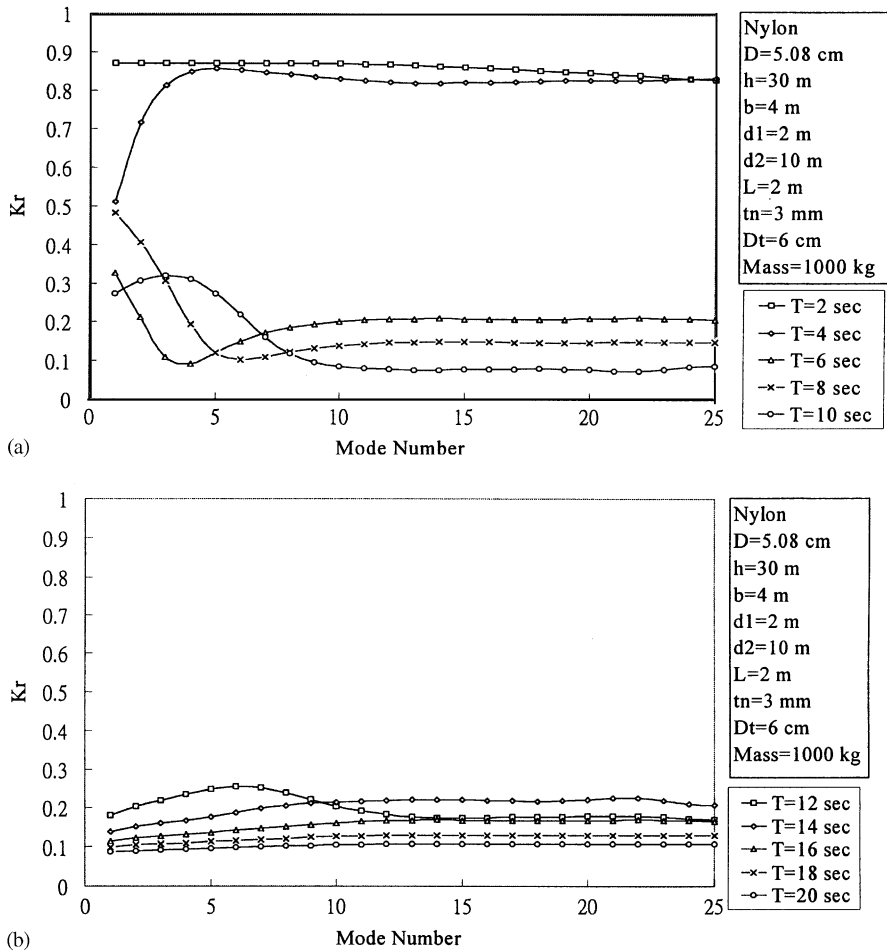 1
0.9
0.8
0.7
0.6
0.5
0.4
0.3
0.2
0.1
0
Kr
0 5 10 15 20 25
Mode Number
(a)
Nylon
D=5.08 cm
h=30 m
b=4 m
d1=2 m
d2=10 m
L=2 m
tn=3 mm
Dt=6 cm
Mass=1000 kg
T=2 sec
T=4 sec
T=6 sec
T=8 sec
T=10 sec
1
0.9
0.8
0.7
0.6
0.5
0.4
0.3
0.2
0.1
0
Kr
0 5 10 15 20 25
Mode Number
(b)
Nylon
D=5.08 cm
h=30 m
b=4 m
d1=2 m
d2=10 m
L=2 m
tn=3 mm
Dt=6 cm
Mass=1000 kg
T=12 sec
T=14 sec
T=16 sec
T=18 sec
T=20 sec